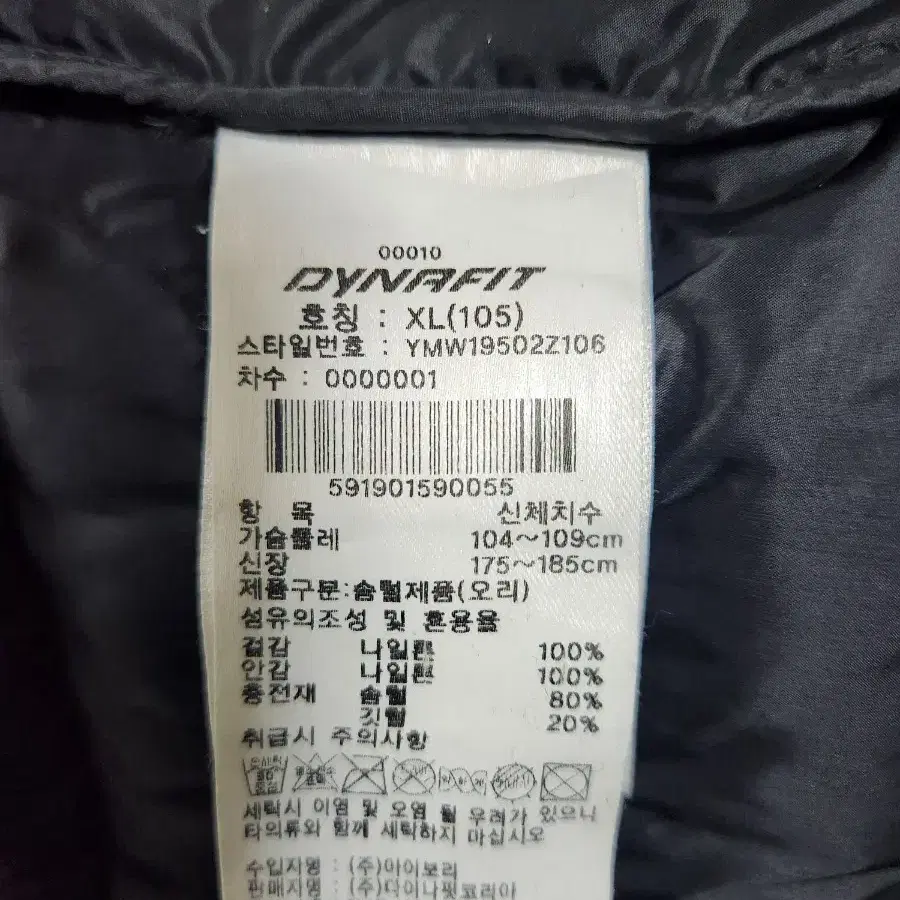 00010
DYNAFIT
호칭 : XL(105)
스타일번호 : YMW19502Z106
차수 : 0000001
591901590055
항 목 신체치수
가슴둘레 104~109cm
신장 175~185cm
제품구분:솜털제품(오리)
섬유의조성 및 혼용율
겉감 나일론 100%
안감 나일론 100%
충전재 솜털 80%
깃털 20%
취급시 주의사항
세탁시 이염 및 오염 될 우려가 있으니
타의류와 함께 세탁하지 마십시오
수입자명 : (주)아이보리
판매자명 : (주)다이나핏코리아